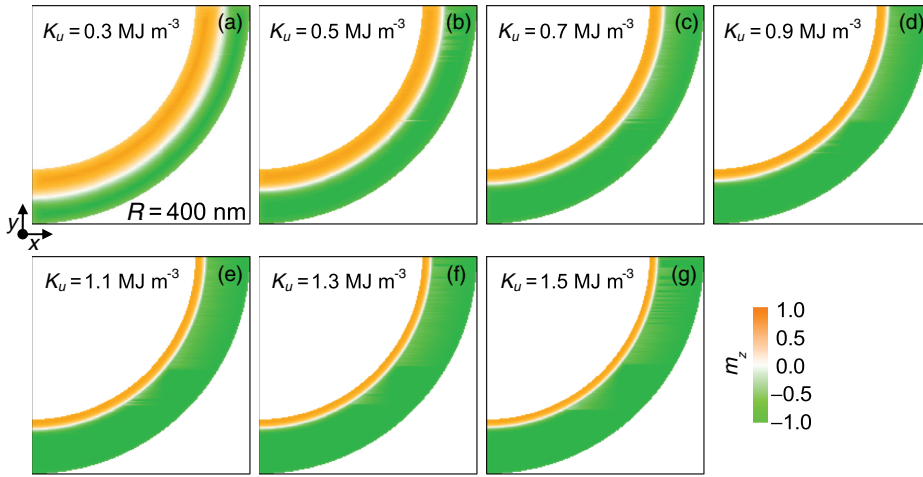 (a) K_u = 0.3 MJ m⁻³
R = 400 nm
y
x
(b) K_u = 0.5 MJ m⁻³
(c) K_u = 0.7 MJ m⁻³
(d) K_u = 0.9 MJ m⁻³
(e) K_u = 1.1 MJ m⁻³
(f) K_u = 1.3 MJ m⁻³
(g) K_u = 1.5 MJ m⁻³
m_z
1.0
0.5
0.0
−0.5
−1.0